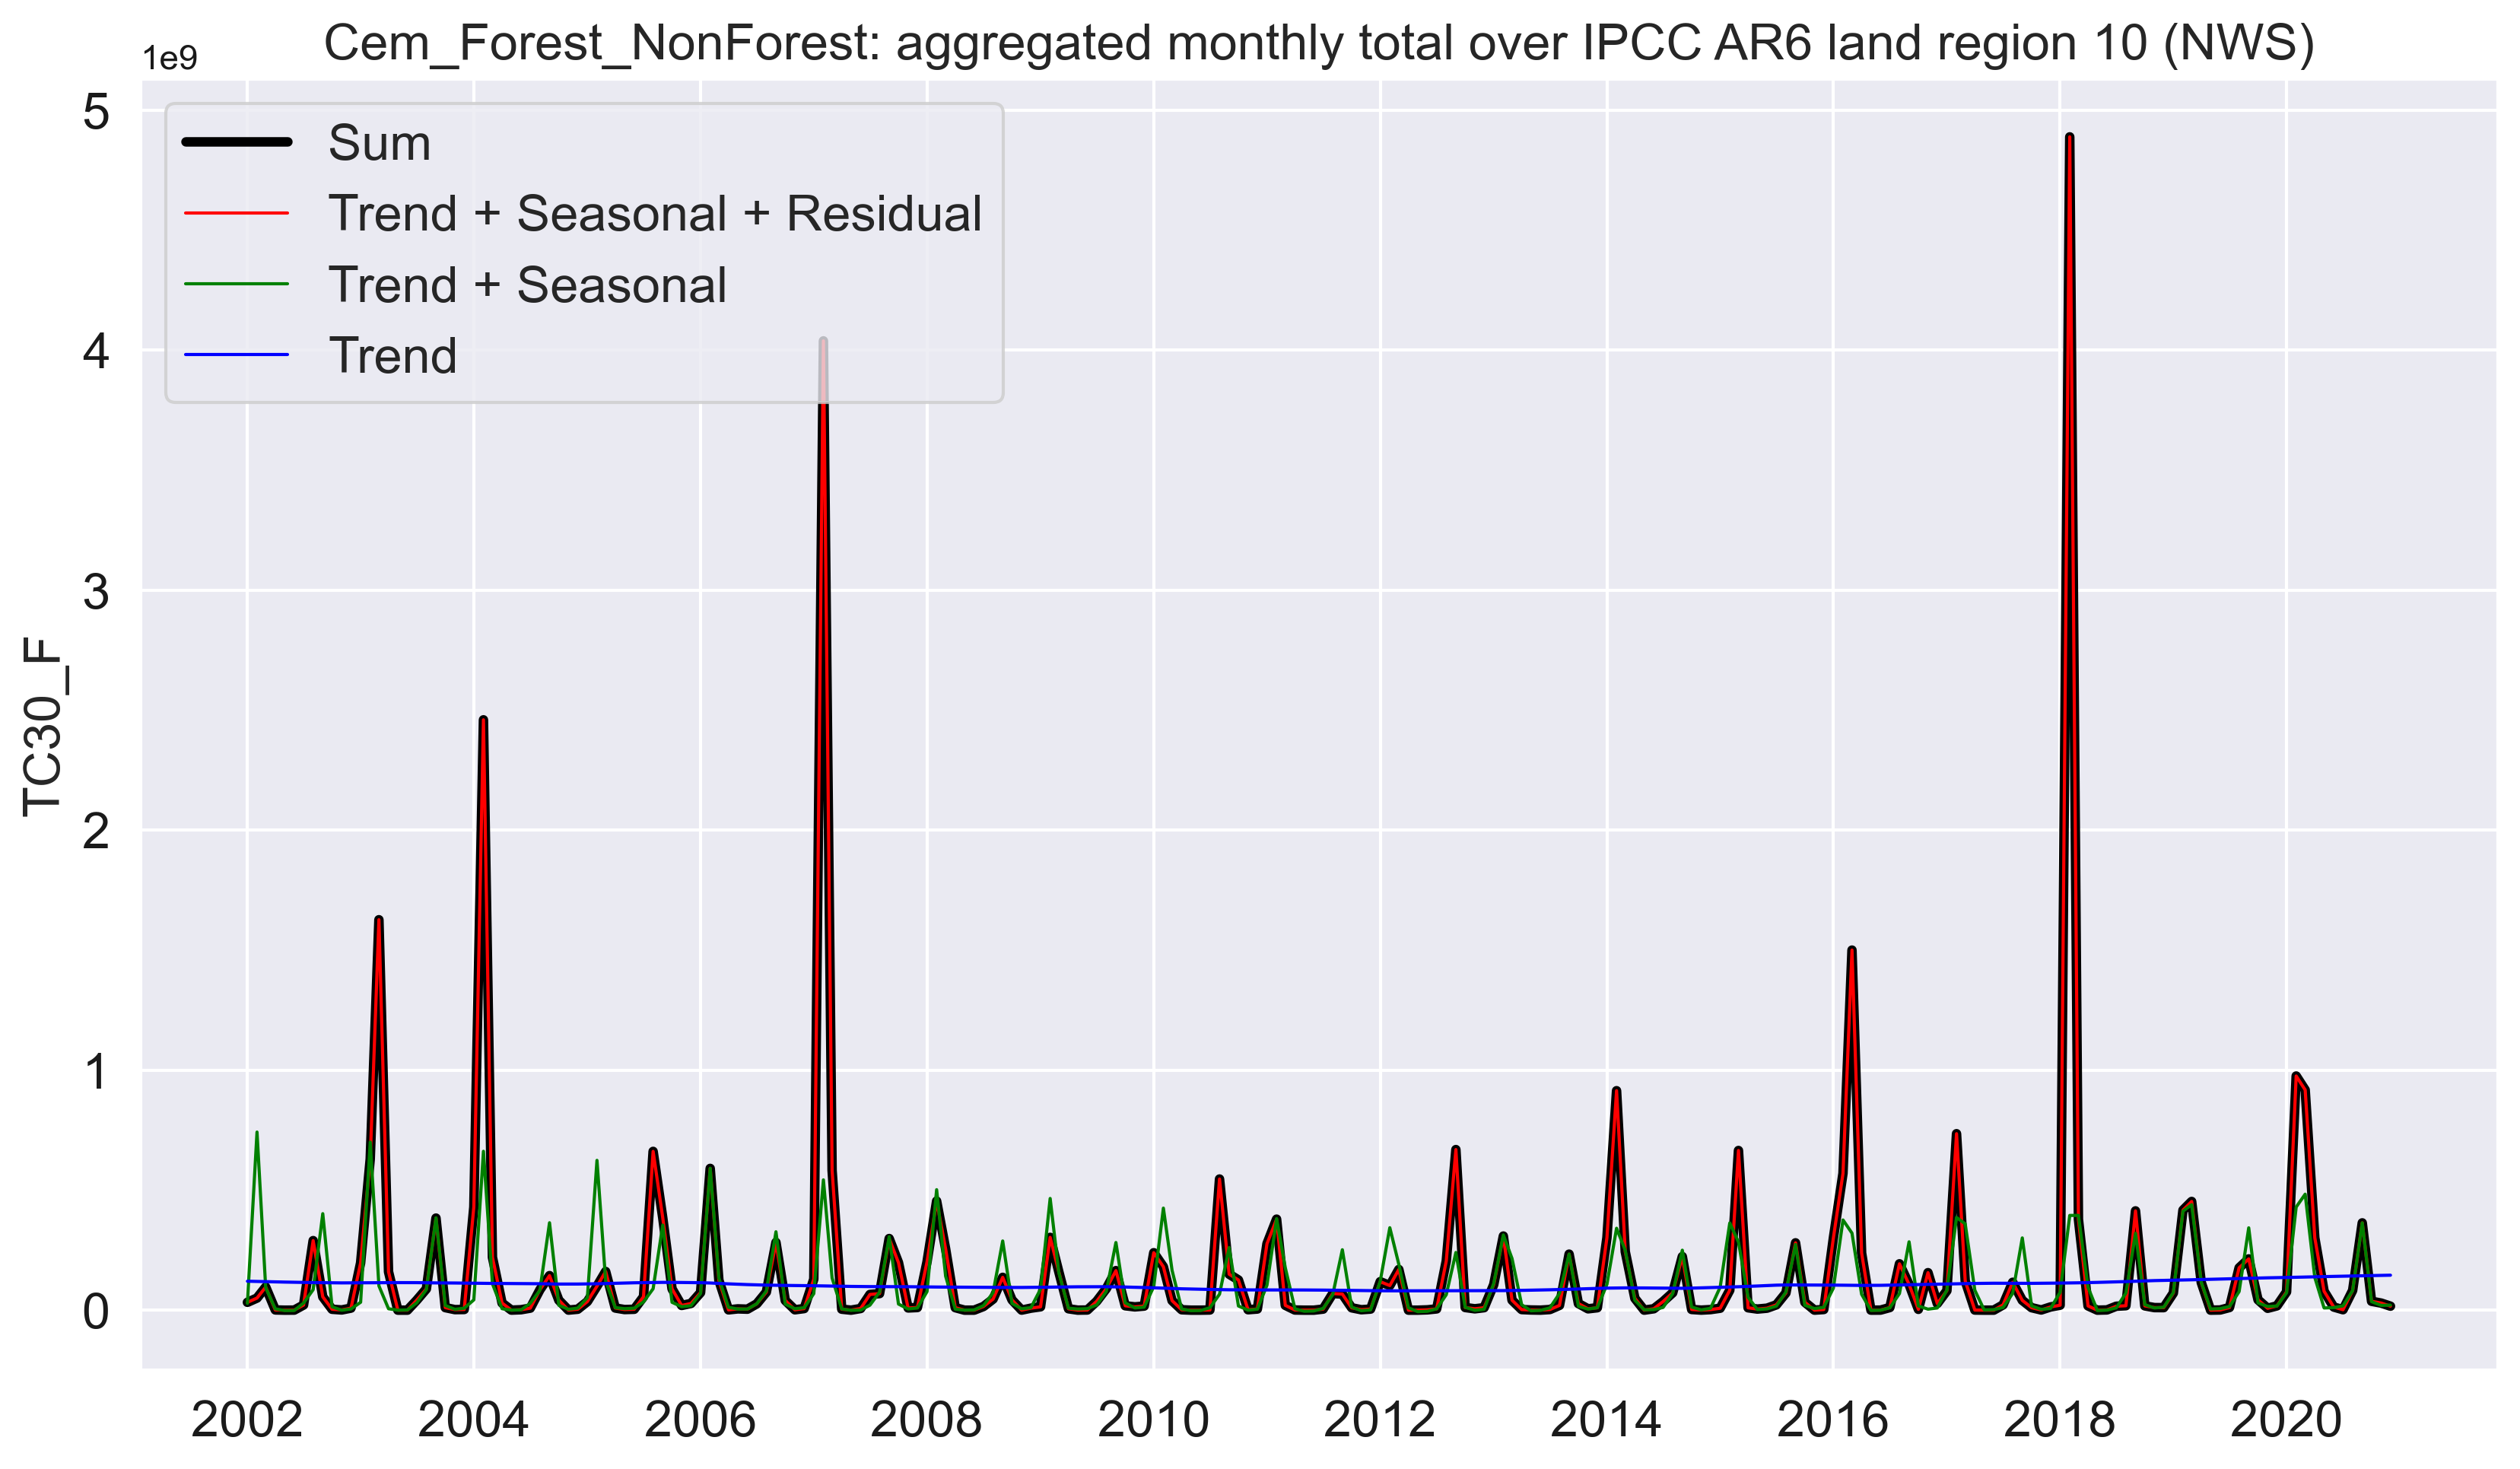 Cem_Forest_NonForest: aggregated monthly total over IPCC AR6 land region 10 (NWS)
1e9
5
4
3
2
1
0
TC30_F
Sum
Trend + Seasonal + Residual
Trend + Seasonal
Trend
2002 2004 2006 2008 2010 2012 2014 2016 2018 2020